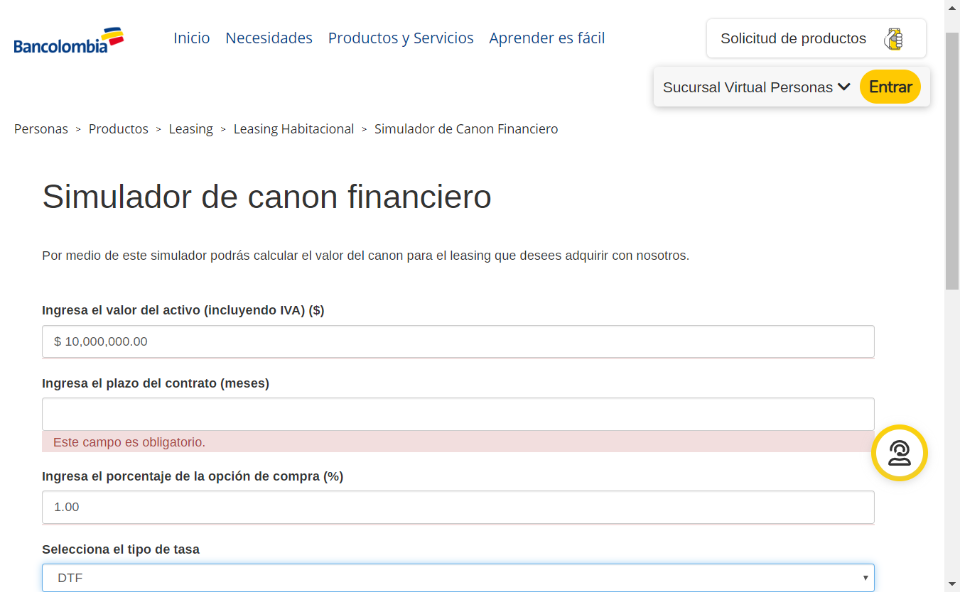 Bancolombia
Inicio Necesidades Productos y Servicios Aprender es fácil
Solicitud de productos
Sucursal Virtual Personas Entrar
Personas > Productos > Leasing > Leasing Habitacional > Simulador de Canon Financiero
Simulador de canon financiero
Por medio de este simulador podrás calcular el valor del canon para el leasing que desees adquirir con nosotros.
Ingresa el valor del activo (incluyendo IVA) ($)
$ 10,000,000.00
Ingresa el plazo del contrato (meses)
Este campo es obligatorio.
Ingresa el porcentaje de la opción de compra (%)
1.00
Selecciona el tipo de tasa
DTF